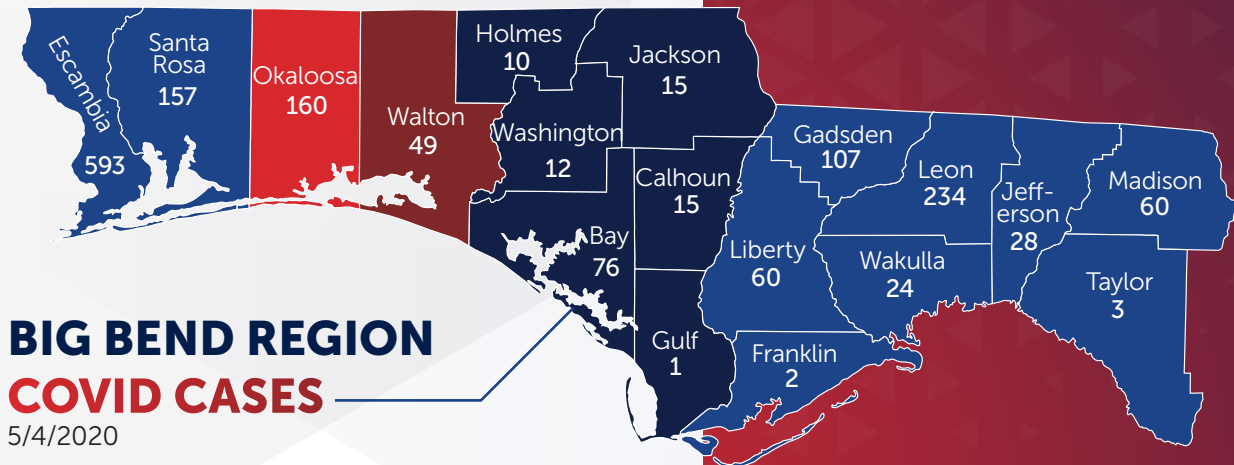 Escambia
593
Santa
Rosa
157
Okaloosa
160
Walton
49
Holmes
10
Jackson
15
Washington
12
Calhoun
15
Bay
76
Gulf
1
Gadsden
107
Leon
234
Jeff-
erson
28
Madison
60
Liberty
60
Wakulla
24
Taylor
3
Franklin
2
BIG BEND REGION
COVID CASES
5/4/2020